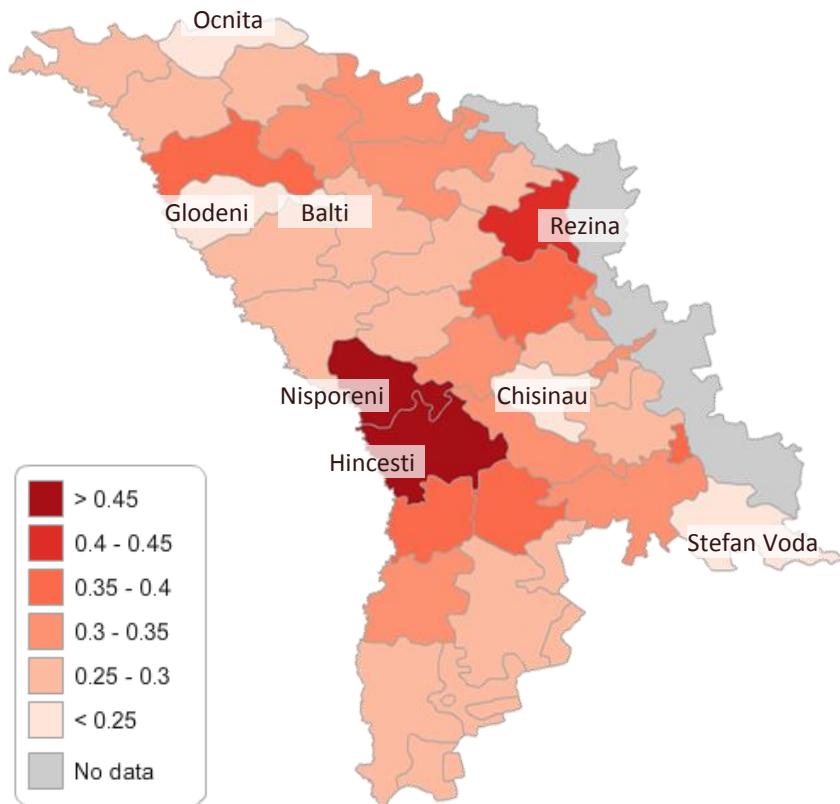 Ocnita
Glodeni
Balti
Rezina
Nisporeni
Chisinau
Hincesti
Stefan Voda
> 0.45
0.4 - 0.45
0.35 - 0.4
0.3 - 0.35
0.25 - 0.3
< 0.25
No data